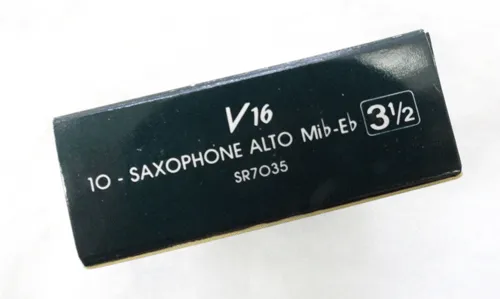 V16
10 - SAXOPHONE ALTO Mib-Eb 3½
SR7035